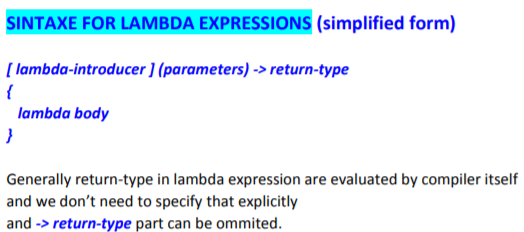 SINTAXE FOR LAMBDA EXPRESSIONS (simplified form)
[ lambda-introducer ] (parameters) -> return-type
{
lambda body
}
Generally return-type in lambda expression are evaluated by compiler itself
and we don't need to specify that explicitly
and -> return-type part can be ommited.